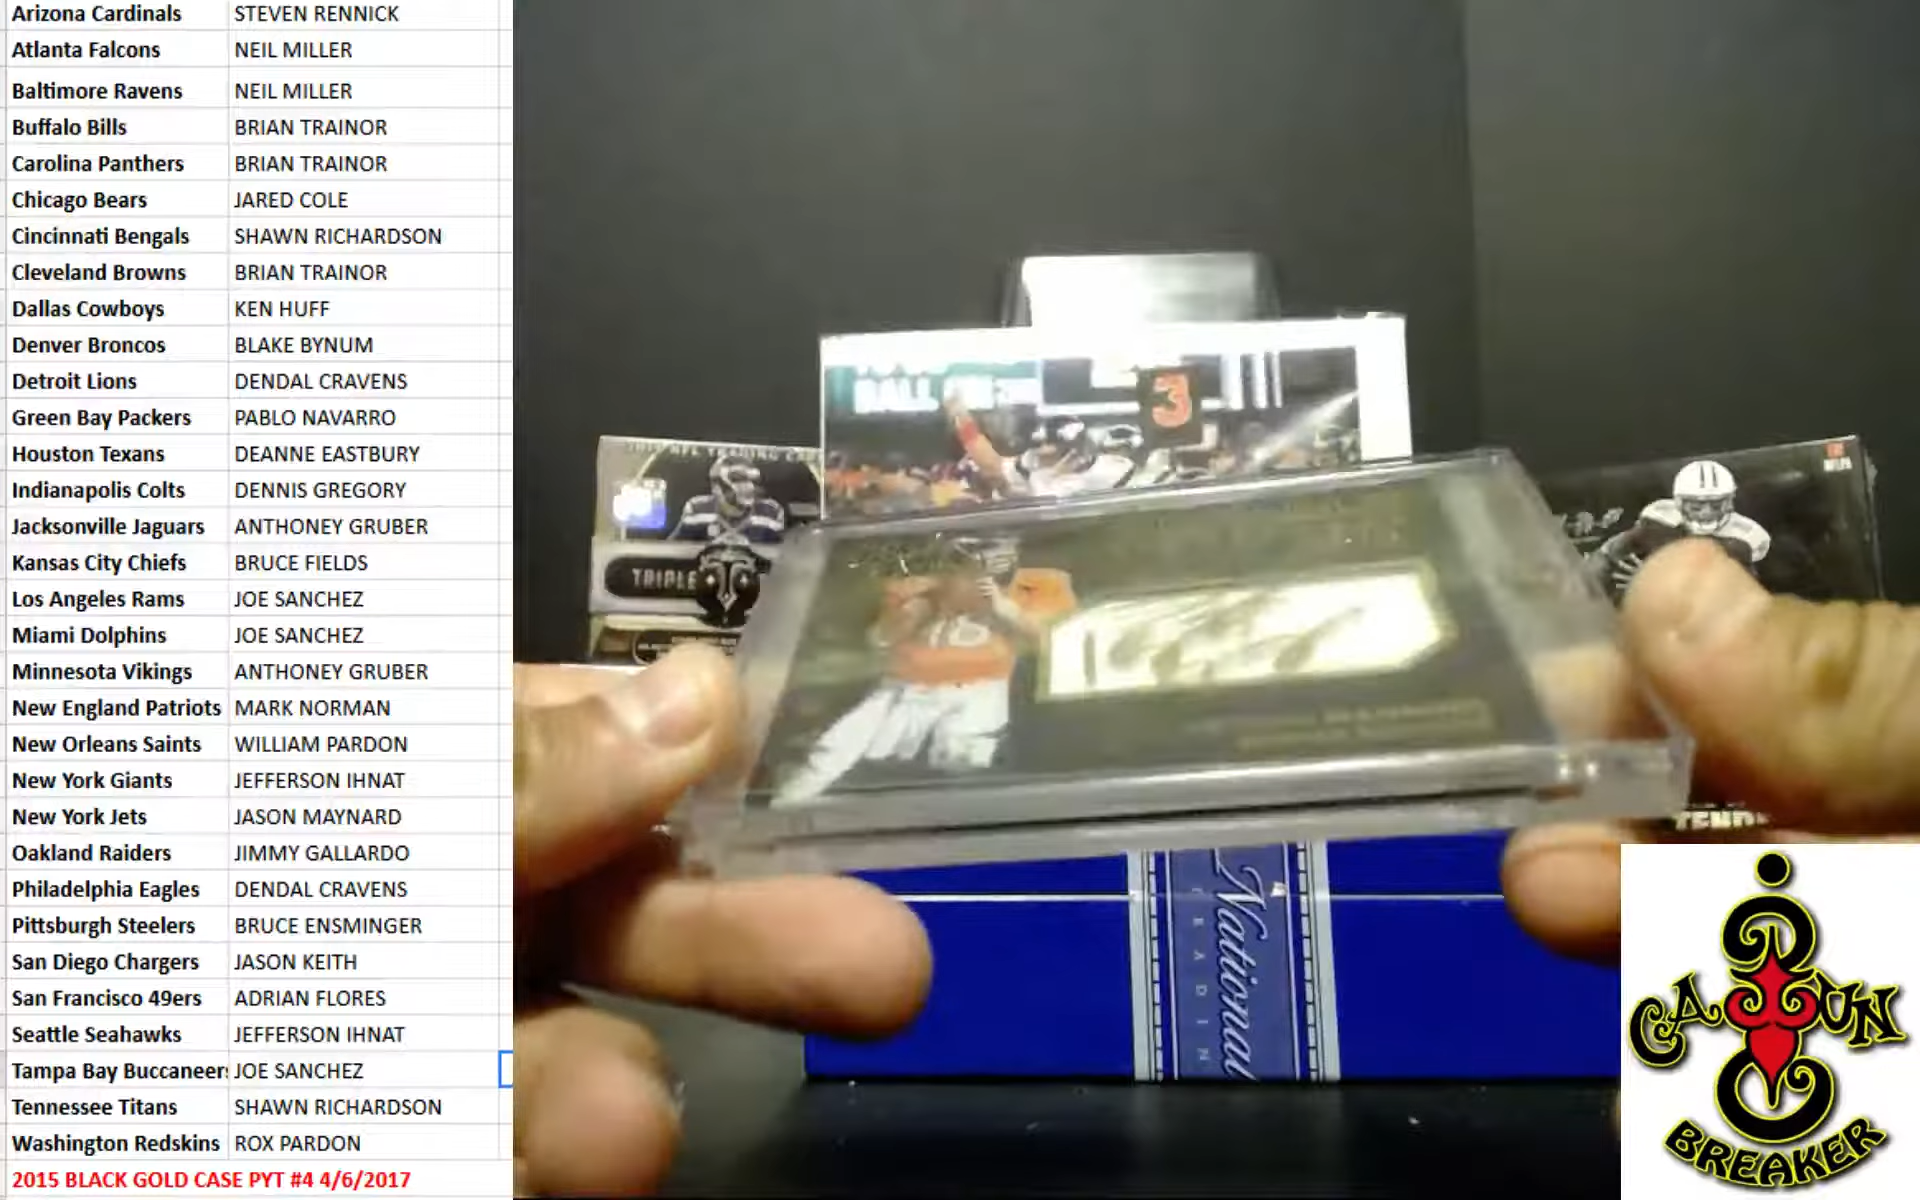 Arizona Cardinals STEVEN RENNICK
Atlanta Falcons NEIL MILLER
Baltimore Ravens NEIL MILLER
Buffalo Bills BRIAN TRAINOR
Carolina Panthers BRIAN TRAINOR
Chicago Bears JARED COLE
Cincinnati Bengals SHAWN RICHARDSON
Cleveland Browns BRIAN TRAINOR
Dallas Cowboys KEN HUFF
Denver Broncos BLAKE BYNUM
Detroit Lions DENDAL CRAVENS
Green Bay Packers PABLO NAVARRO
Houston Texans DEANNE EASTBURY
Indianapolis Colts DENNIS GREGORY
Jacksonville Jaguars ANTHONEY GRUBER
Kansas City Chiefs BRUCE FIELDS
Los Angeles Rams JOE SANCHEZ
Miami Dolphins JOE SANCHEZ
Minnesota Vikings ANTHONEY GRUBER
New England Patriots MARK NORMAN
New Orleans Saints WILLIAM PARDON
New York Giants JEFFERSON IHNAT
New York Jets JASON MAYNARD
Oakland Raiders JIMMY GALLARDO
Philadelphia Eagles DENDAL CRAVENS
Pittsburgh Steelers BRUCE ENSMINGER
San Diego Chargers JASON KEITH
San Francisco 49ers ADRIAN FLORES
Seattle Seahawks JEFFERSON IHNAT
Tampa Bay Buccaneers JOE SANCHEZ
Tennessee Titans SHAWN RICHARDSON
Washington Redskins ROX PARDON
2015 BLACK GOLD CASE PYT #4 4/6/2017
BALL
3
TRIPLE
18
National
CAJUN
BREAKER